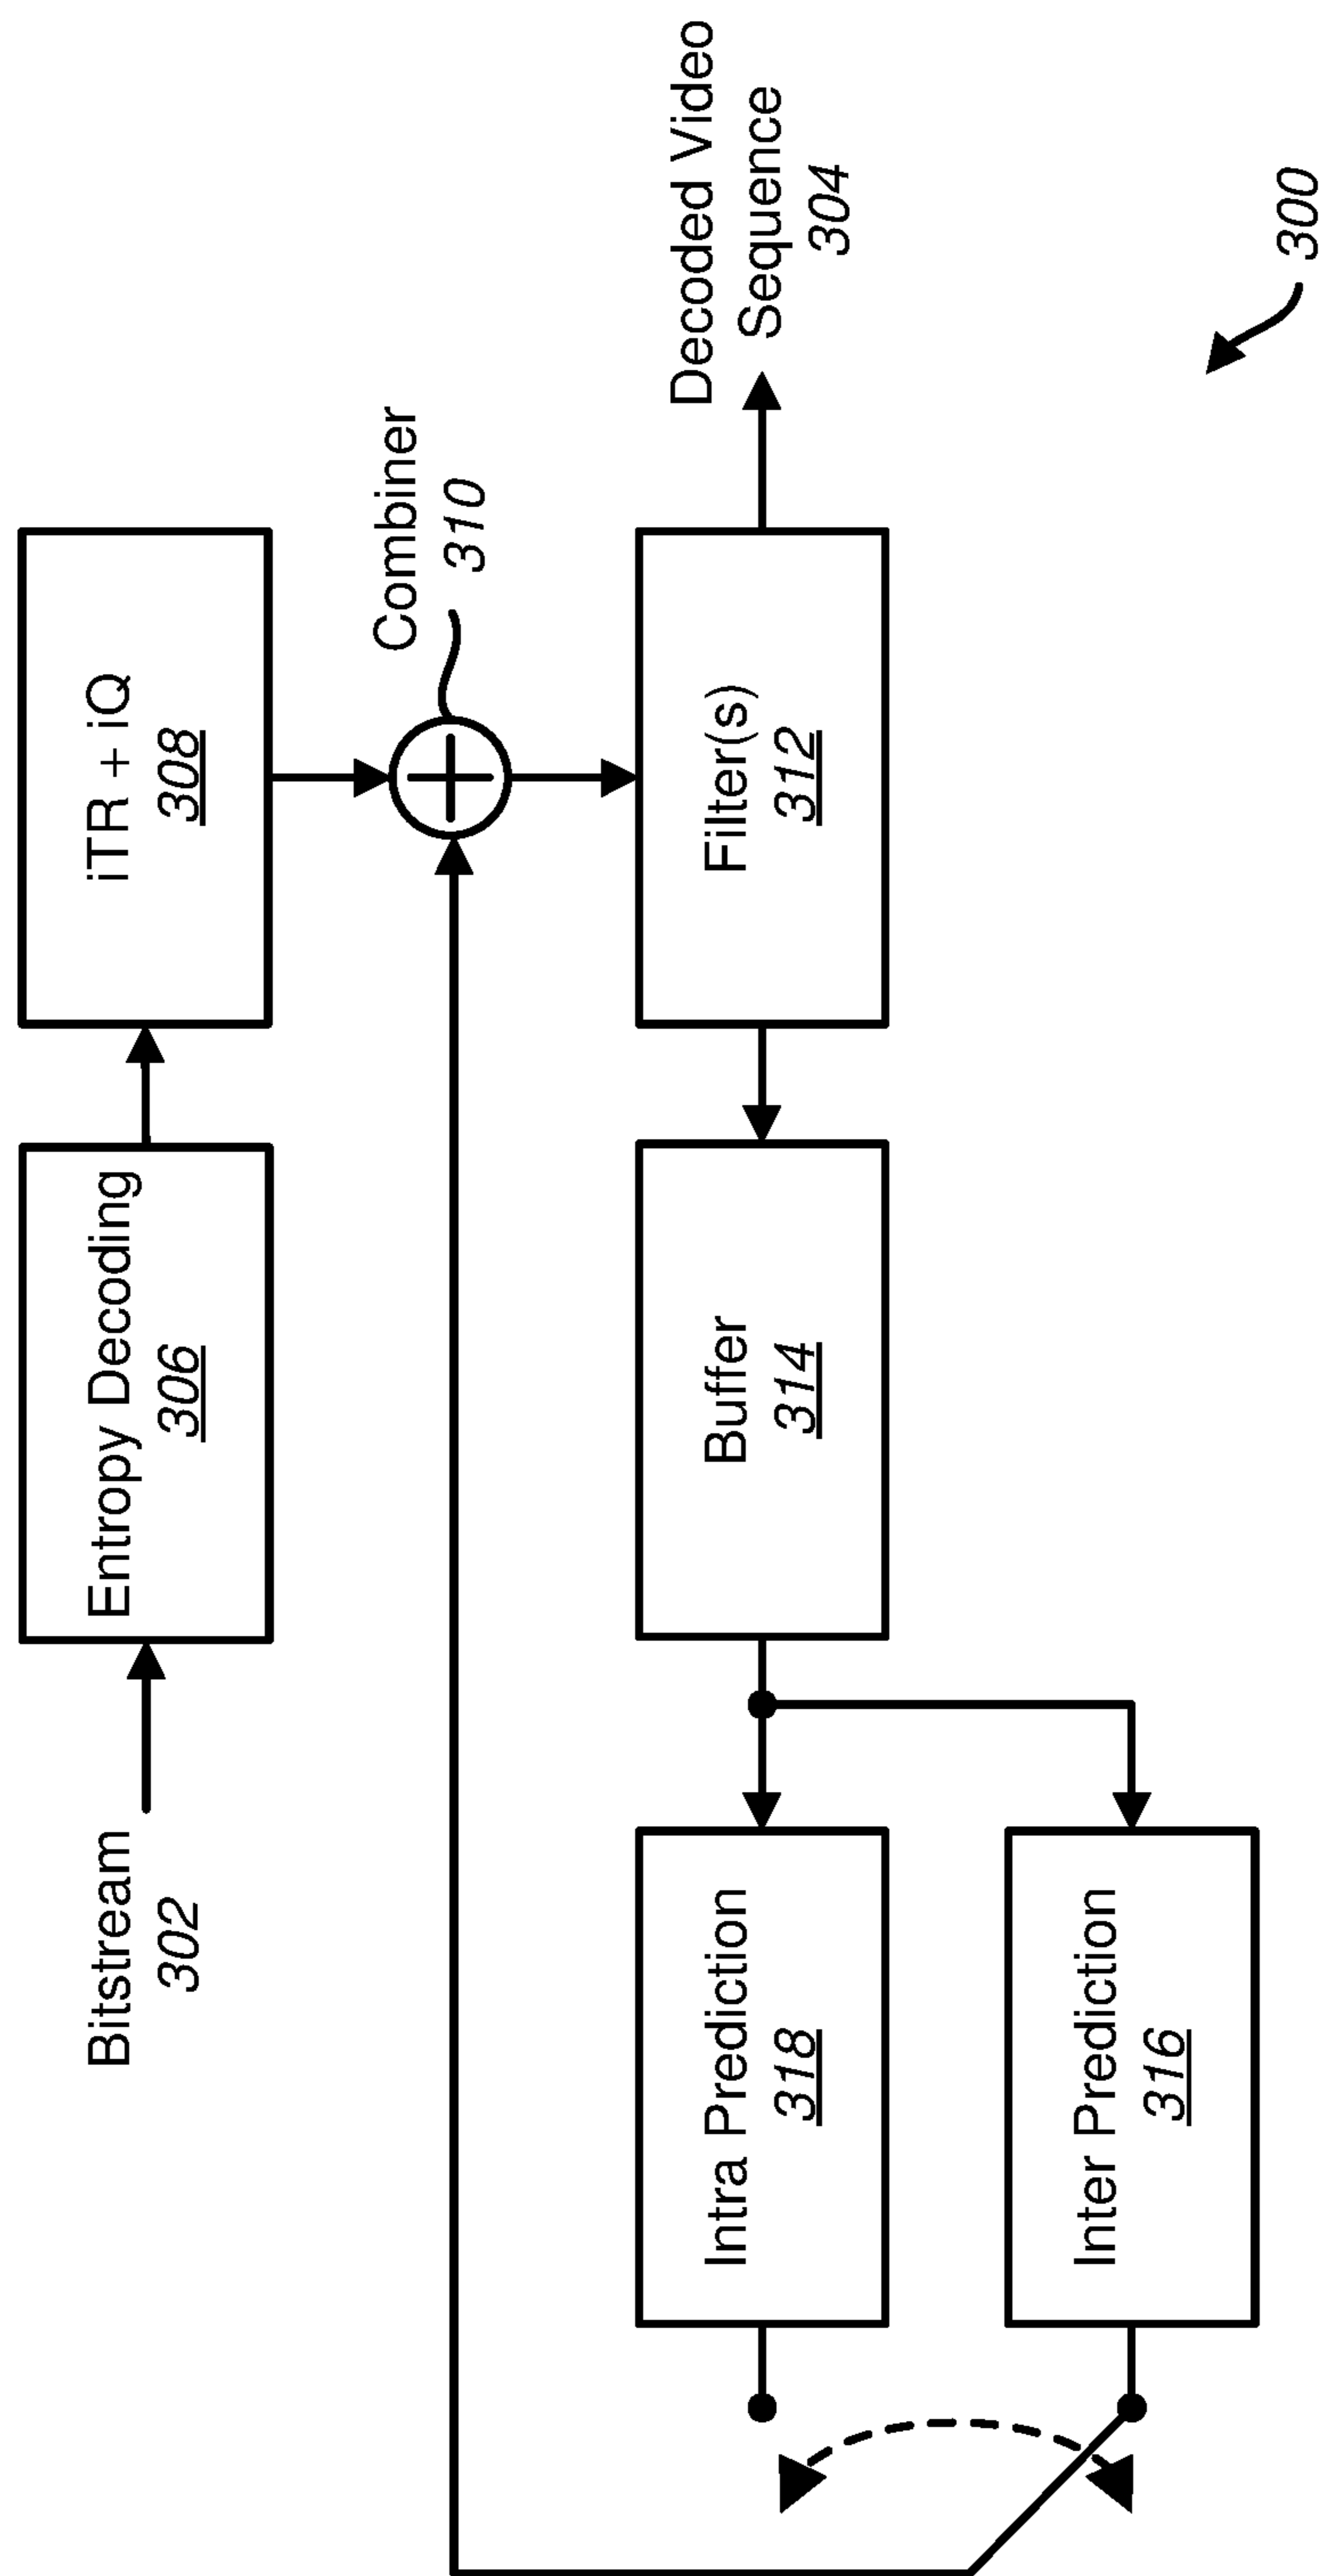 Bitstream
302
Entropy Decoding
306
iTR + iQ
308
Combiner
310
Intra Prediction
318
Buffer
314
Filter(s)
312
Decoded Video
Sequence
304
Inter Prediction
316
300